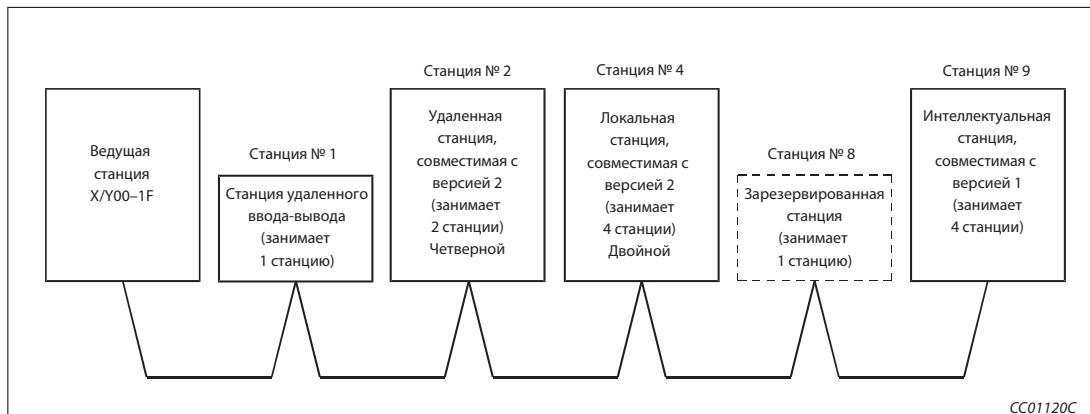 Ведущая
станция
X/Y00–1F
Станция № 1
Станция удаленного
ввода-вывода
(занимает
1 станцию)
Станция № 2
Удаленная
станция,
совместимая с
версией 2
(занимает
2 станции)
Четверной
Станция № 4
Локальная
станция,
совместимая с
версией 2
(занимает
4 станции)
Двойной
Станция № 8
Зарезервированная
станция
(занимает
1 станцию)
Станция № 9
Интеллектуальная
станция,
совместимая с
версией 1
(занимает
4 станции)
CC01120C